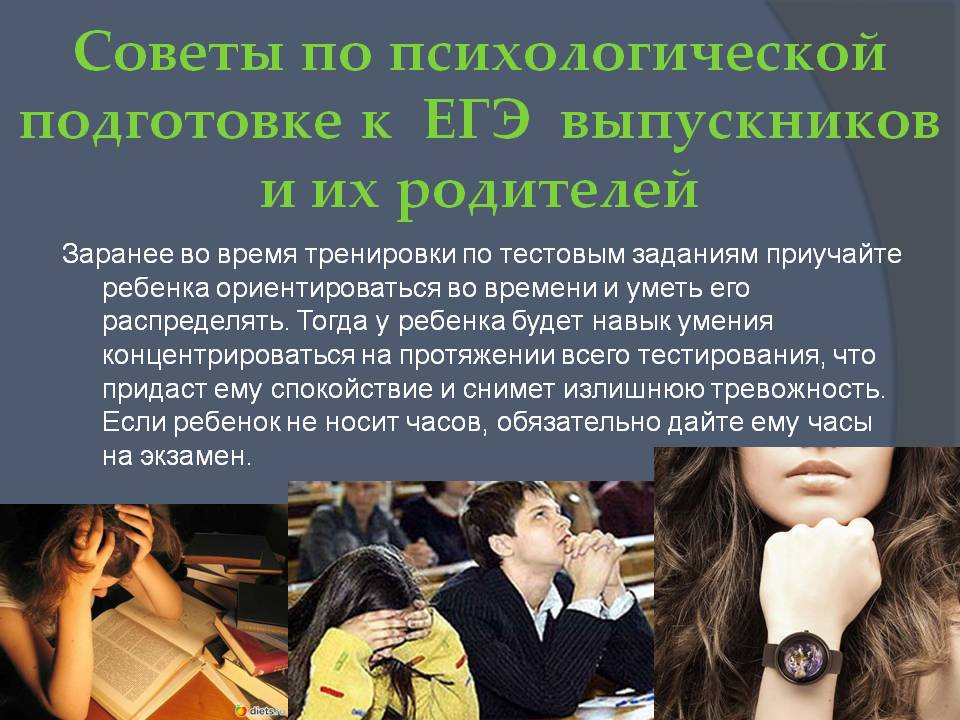 Советы по психологической
подготовке к ЕГЭ выпускников
и их родителей
Заранее во время тренировки по тестовым заданиям приучайте
ребенка ориентироваться во времени и уметь его
распределять. Тогда у ребенка будет навык умения
концентрироваться на протяжении всего тестирования, что
придаст ему спокойствие и снимет излишнюю тревожность.
Если ребенок не носит часов, обязательно дайте ему часы
на экзамен.
diets.ru